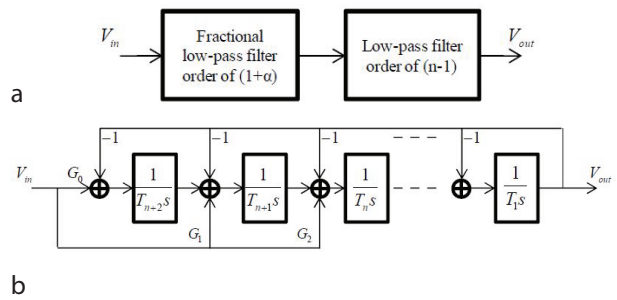 V_in
Fractional
low-pass filter
order of (1+α)
Low-pass filter
order of (n-1)
V_out
a
-1 -1 -1 -1
V_in G_0 1/T_{n+2}s 1/T_{n+1}s 1/T_n s 1/T_1 s V_out
G_1 G_2
b